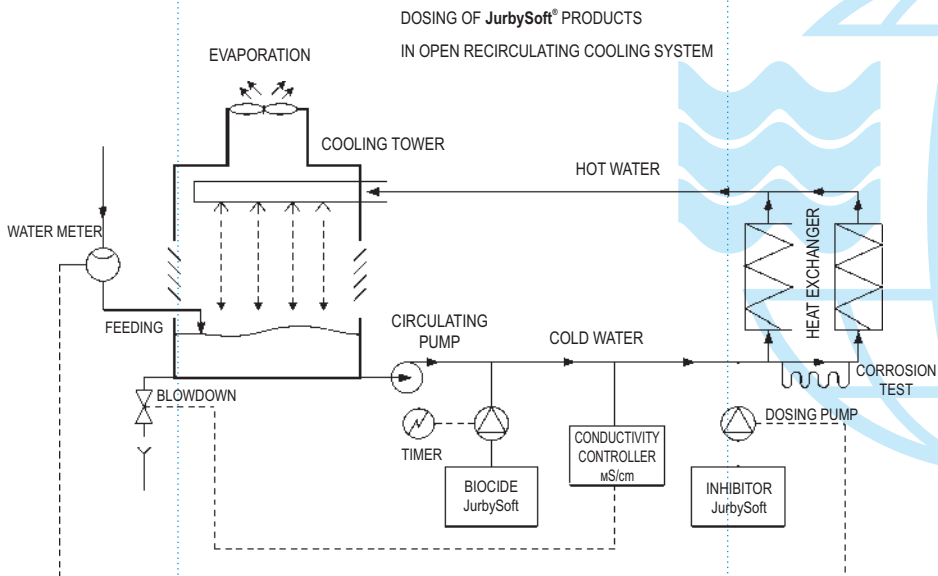 DOSING OF JurbySoft® PRODUCTS
IN OPEN RECIRCULATING COOLING SYSTEM
EVAPORATION
COOLING TOWER
HOT WATER
WATER METER
HEAT EXCHANGER
FEEDING
CIRCULATING
PUMP
COLD WATER
CORROSION
TEST
BLOWDOWN
DOSING PUMP
TIMER
CONDUCTIVITY
CONTROLLER
мS/cm
BIOCIDE
JurbySoft
INHIBITOR
JurbySoft